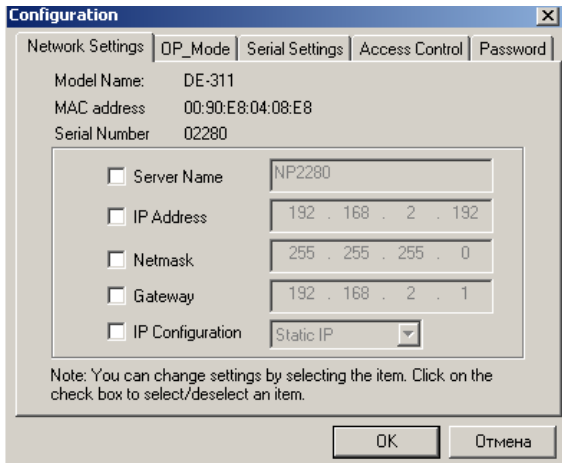 Configuration
Network Settings OP_Mode Serial Settings Access Control Password
Model Name: DE-311
MAC address 00:90:E8:04:08:E8
Serial Number 02280
Server Name NP2280
IP Address 192 . 168 . 2 . 192
Netmask 255 . 255 . 255 . 0
Gateway 192 . 168 . 2 . 1
IP Configuration Static IP
Note: You can change settings by selecting the item. Click on the
check box to select/deselect an item.
OK Отмена